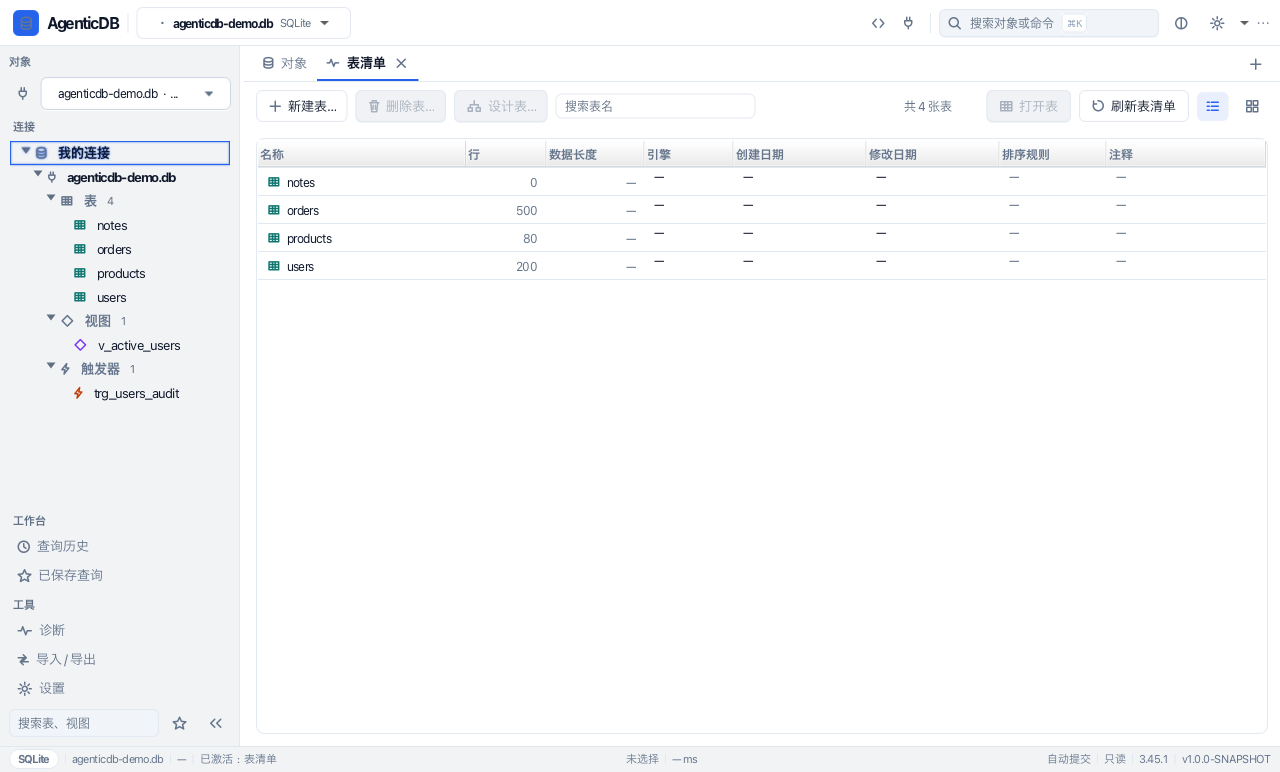 AgenticDB
· agenticdb-demo.db SQLite
搜索对象或命令 ⌘K
对象
agenticdb-demo.db · ...
连接
我的连接
agenticdb-demo.db
表 4
notes
orders
products
users
视图 1
v_active_users
触发器 1
trg_users_audit
工作台
查询历史
已保存查询
工具
诊断
导入/导出
设置
搜索表、视图
对象 表清单
新建表... 删除表... 设计表... 搜索表名 共 4 张表 打开表 刷新表清单
名称 行 数据长度 引擎 创建日期 修改日期 排序规则 注释
notes 0 — — — — — —
orders 500 — — — — — —
products 80 — — — — — —
users 200 — — — — — —
SQLite agenticdb-demo.db — 已激活：表清单 未选择 — ms 自动提交 只读 3.45.1 v1.0.0-SNAPSHOT